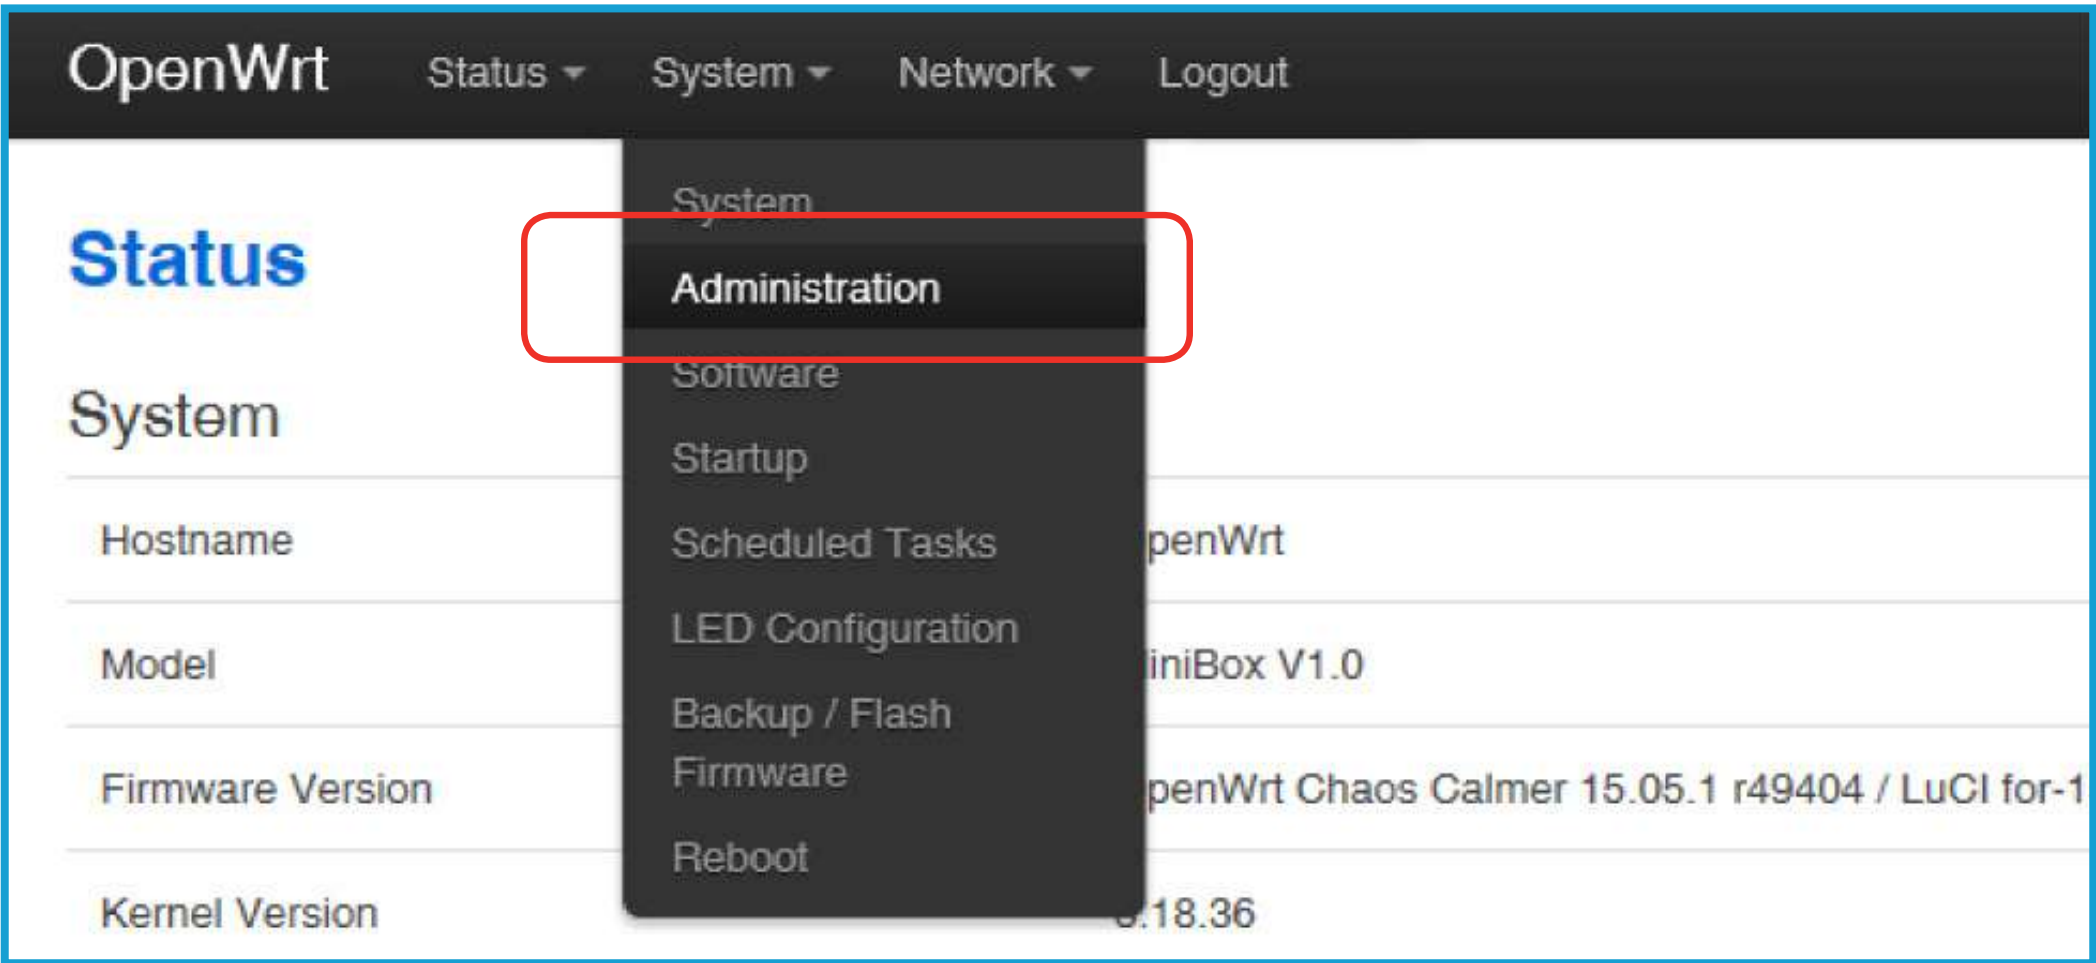 OpenWrt Status System Network Logout
System
Status
Administration
Software
System
Startup
Hostname Scheduled Tasks penWrt
LED Configuration
Model iniBox V1.0
Backup / Flash
Firmware
Firmware Version penWrt Chaos Calmer 15.05.1 r49404 / LuCI for-1
Reboot
Kernel Version .18.36